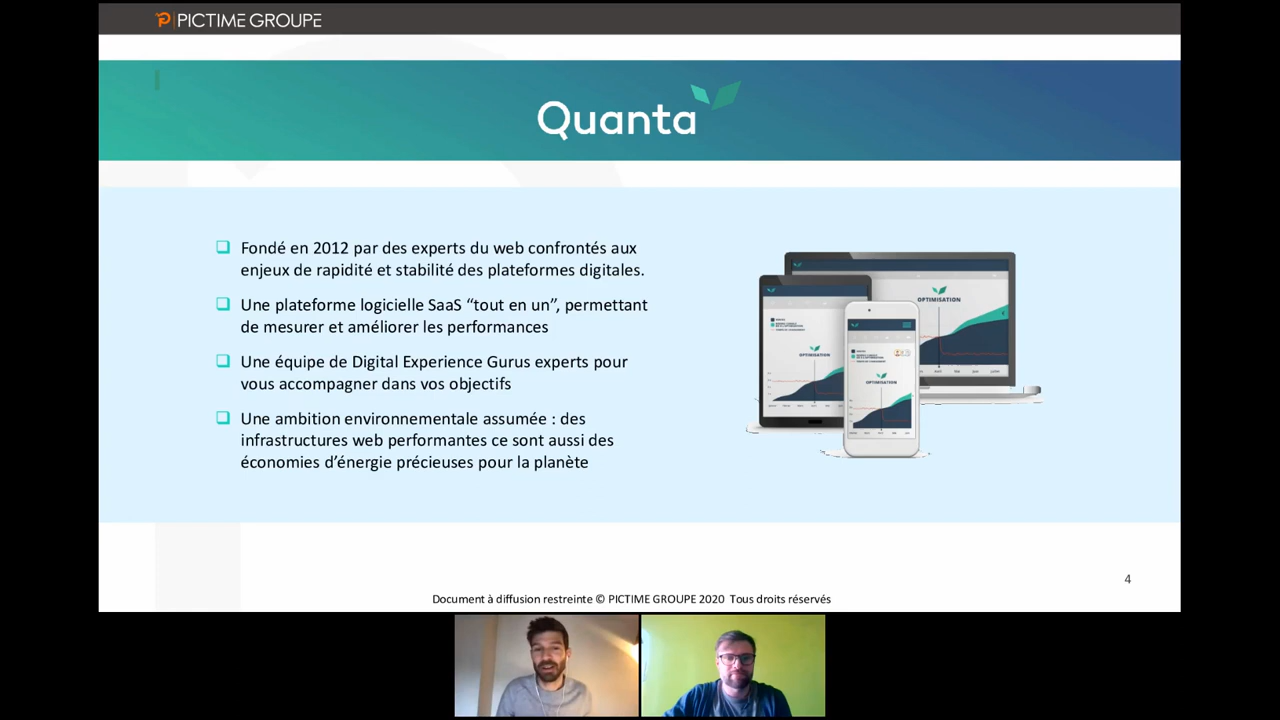 PICTIME GROUPE
Quanta
Fondé en 2012 par des experts du web confrontés aux
enjeux de rapidité et stabilité des plateformes digitales.
Une plateforme logicielle SaaS “tout en un”, permettant
de mesurer et améliorer les performances
Une équipe de Digital Experience Gurus experts pour
vous accompagner dans vos objectifs
Une ambition environnementale assumée : des
infrastructures web performantes ce sont aussi des
économies d’énergie précieuses pour la planète
OPTIMISATION
OPTIMISATION
OPTIMISATION
4
Document à diffusion restreinte © PICTIME GROUPE 2020 Tous droits réservés